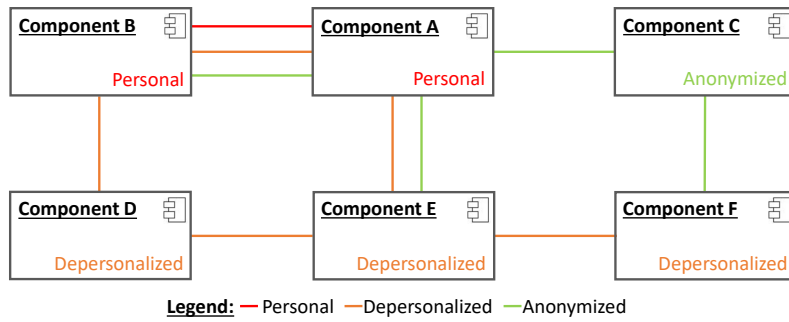 Component B
Personal
Component A
Personal
Component C
Anonymized
Component D
Depersonalized
Component E
Depersonalized
Component F
Depersonalized
Legend: Personal Depersonalized Anonymized